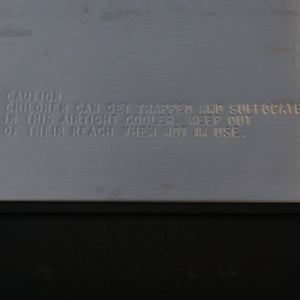 CAUTION:
CHILDREN CAN GET TRAPPED AND SUFFOCATE
IN THIS AIRTIGHT COOLER. KEEP OUT
OF THEIR REACH WHEN NOT IN USE.